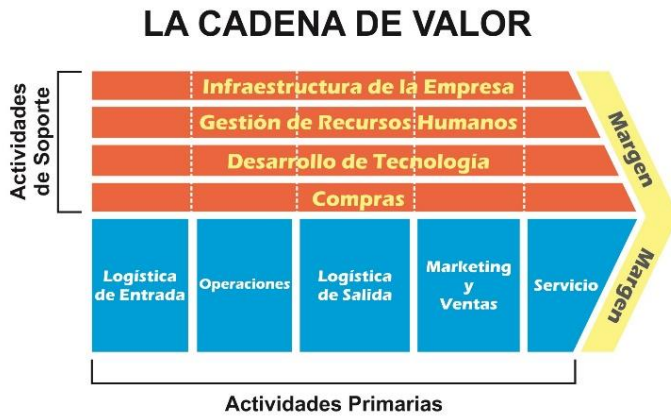 LA CADENA DE VALOR
Actividades
de Soporte
Infraestructura de la Empresa
Gestión de Recursos Humanos
Desarrollo de Tecnología
Compras
Margen
Margen
Logística
de Entrada
Operaciones
Logística
de Salida
Marketing
y
Ventas
Servicio
Actividades Primarias